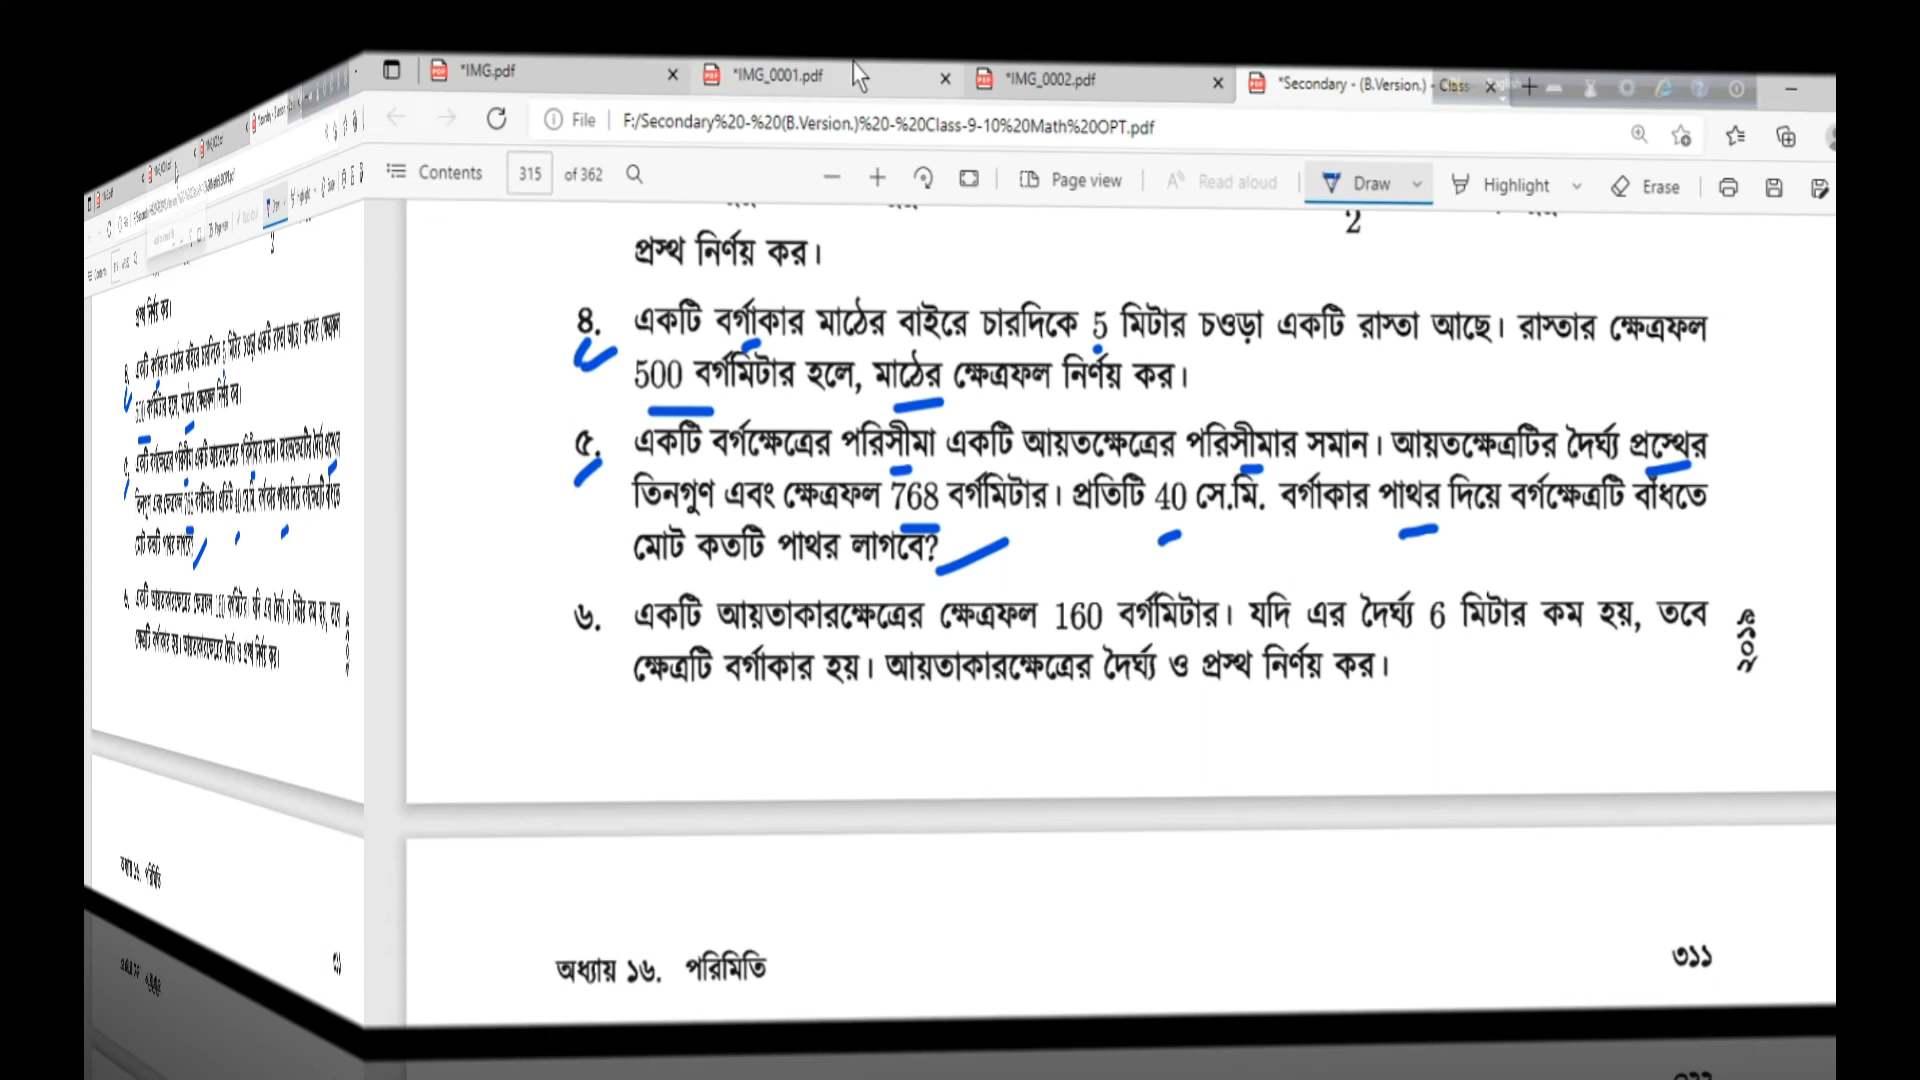 *IMG.pdf
*IMG_0001.pdf
*IMG_0002.pdf
*Secondary - (B.Version.) - Class
File
F:/Secondary%20-%20(B.Version.)%20-%20Class-9-10%20Math%20OPT.pdf
Contents
315
of 362
Page view
Read aloud
Draw
Highlight
Erase
2
প্রস্থ নির্ণয় কর।
৪. একটি বর্গাকার মাঠের বাইরে চারদিকে 5 মিটার চওড়া একটি রাস্তা আছে। রাস্তার ক্ষেত্রফল
500 বর্গমিটার হলে, মাঠের ক্ষেত্রফল নির্ণয় কর।
৫. একটি বর্গক্ষেত্রের পরিসীমা একটি আয়তক্ষেত্রের পরিসীমার সমান। আয়তক্ষেত্রটির দৈর্ঘ্য প্রস্থের
তিনগুণ এবং ক্ষেত্রফল 768 বর্গমিটার। প্রতিটি 40 সে.মি. বর্গাকার পাথর দিয়ে বর্গক্ষেত্রটি বাঁধতে
মোট কতটি পাথর লাগবে?
৬. একটি আয়তাকারক্ষেত্রের ক্ষেত্রফল 160 বর্গমিটার। যদি এর দৈর্ঘ্য 6 মিটার কম হয়, তবে
ক্ষেত্রটি বর্গাকার হয়। আয়তাকারক্ষেত্রের দৈর্ঘ্য ও প্রস্থ নির্ণয় কর।
২০১৯
অধ্যায় ১৬. পরিমিতি
৩১১